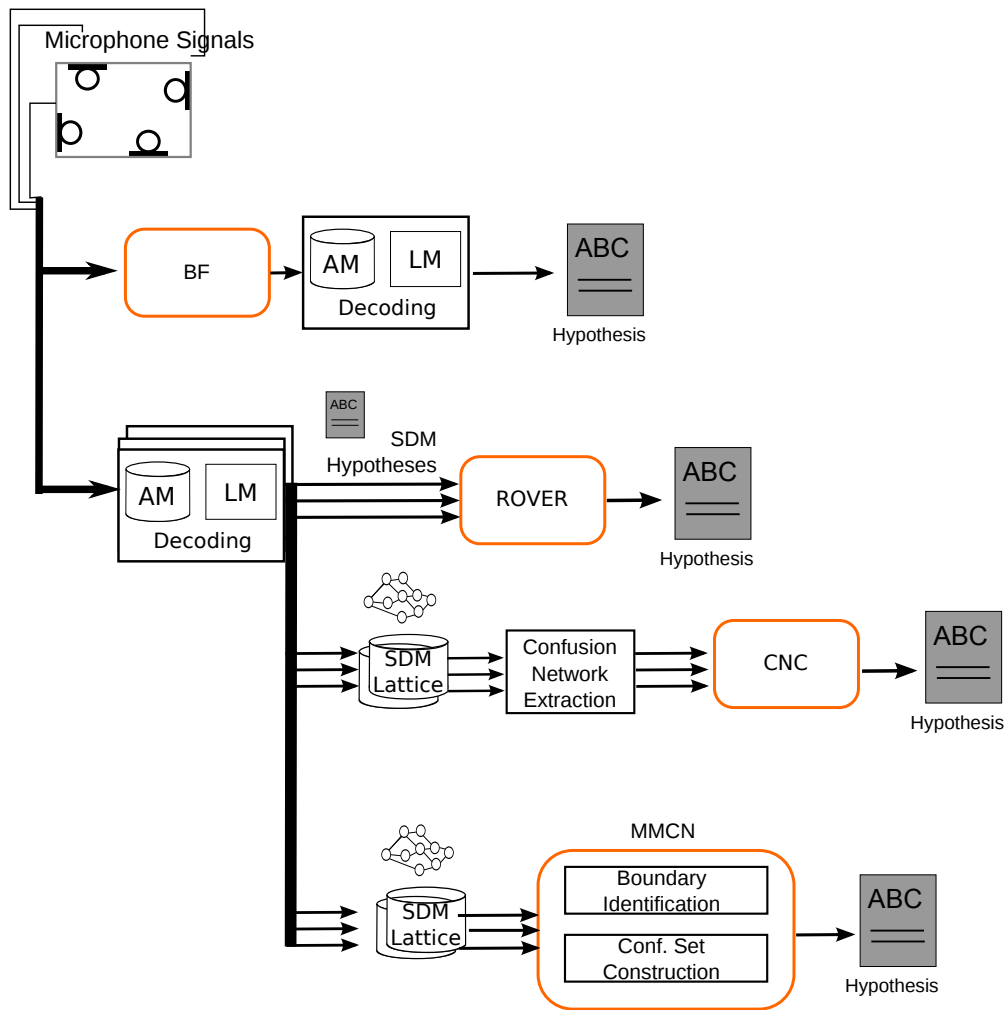 Microphone Signals
BF
AM
LM
Decoding
ABC
Hypothesis
ABC
SDM
Hypotheses
AM
LM
Decoding
ROVER
ABC
Hypothesis
SDM
Lattice
Confusion
Network
Extraction
CNC
ABC
Hypothesis
MMCN
SDM
Lattice
Boundary
Identification
Conf. Set
Construction
ABC
Hypothesis